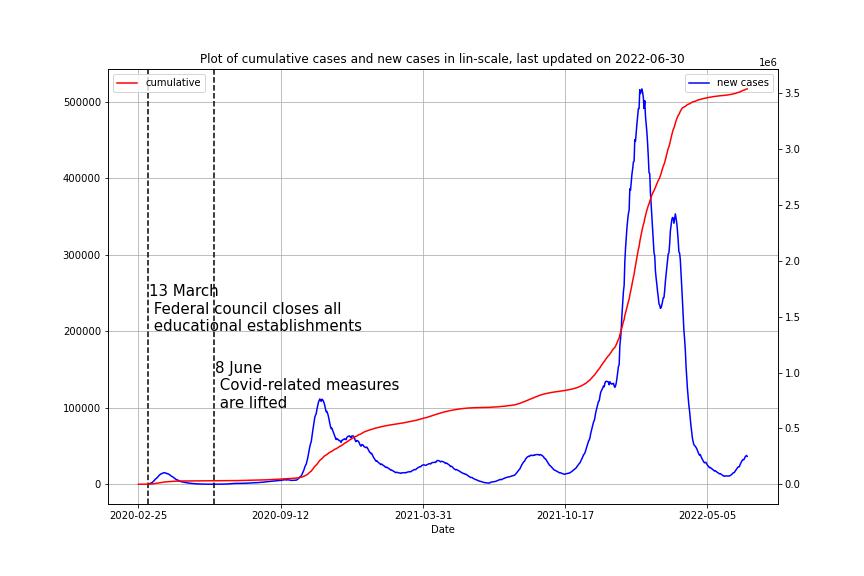 Plot of cumulative cases and new cases in lin-scale, last updated on 2022-06-30
1e6
cumulative
new cases
500000
400000
300000
200000
100000
0
3.5
3.0
2.5
2.0
1.5
1.0
0.5
0.0
13 March
Federal council closes all
educational establishments
8 June
Covid-related measures
are lifted
2020-02-25
2020-09-12
2021-03-31
2021-10-17
2022-05-05
Date